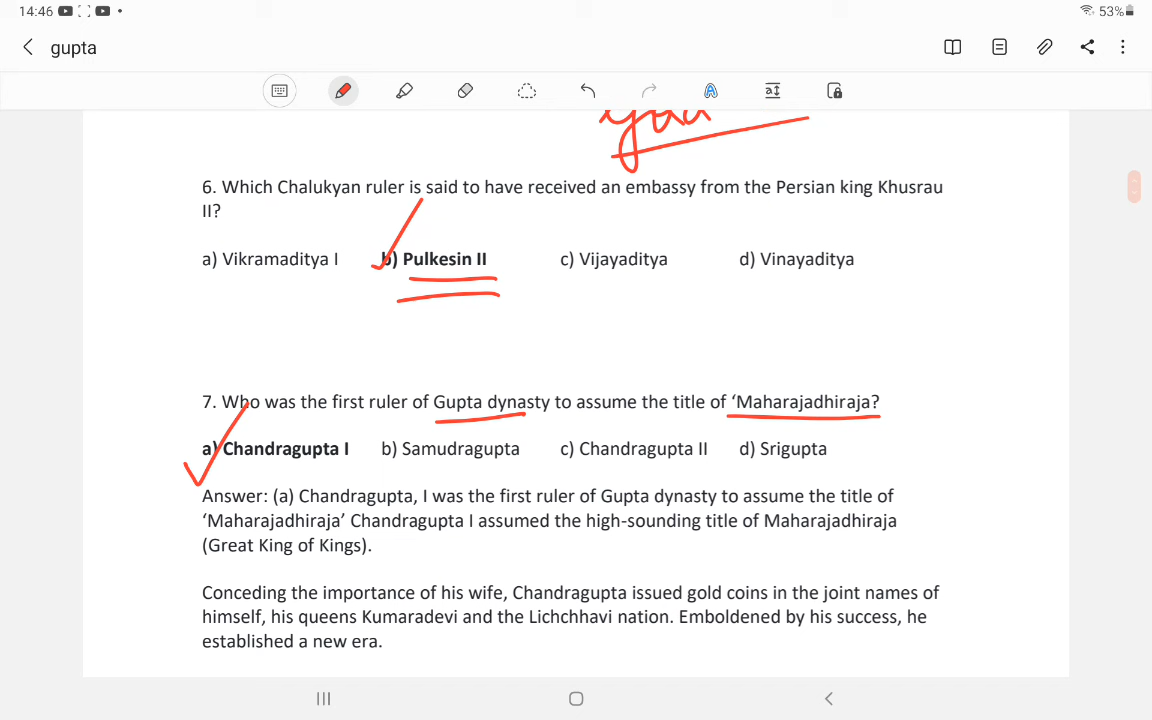 14:46
53%
gupta
6. Which Chalukyan ruler is said to have received an embassy from the Persian king Khusrau
II?
a) Vikramaditya I b) Pulkesin II c) Vijayaditya d) Vinayaditya
7. Who was the first ruler of Gupta dynasty to assume the title of ‘Maharajadhiraja?
a) Chandragupta I b) Samudragupta c) Chandragupta II d) Srigupta
Answer: (a) Chandragupta, I was the first ruler of Gupta dynasty to assume the title of
‘Maharajadhiraja’ Chandragupta I assumed the high-sounding title of Maharajadhiraja
(Great King of Kings).
Conceding the importance of his wife, Chandragupta issued gold coins in the joint names of
himself, his queens Kumaradevi and the Lichchhavi nation. Emboldened by his success, he
established a new era.